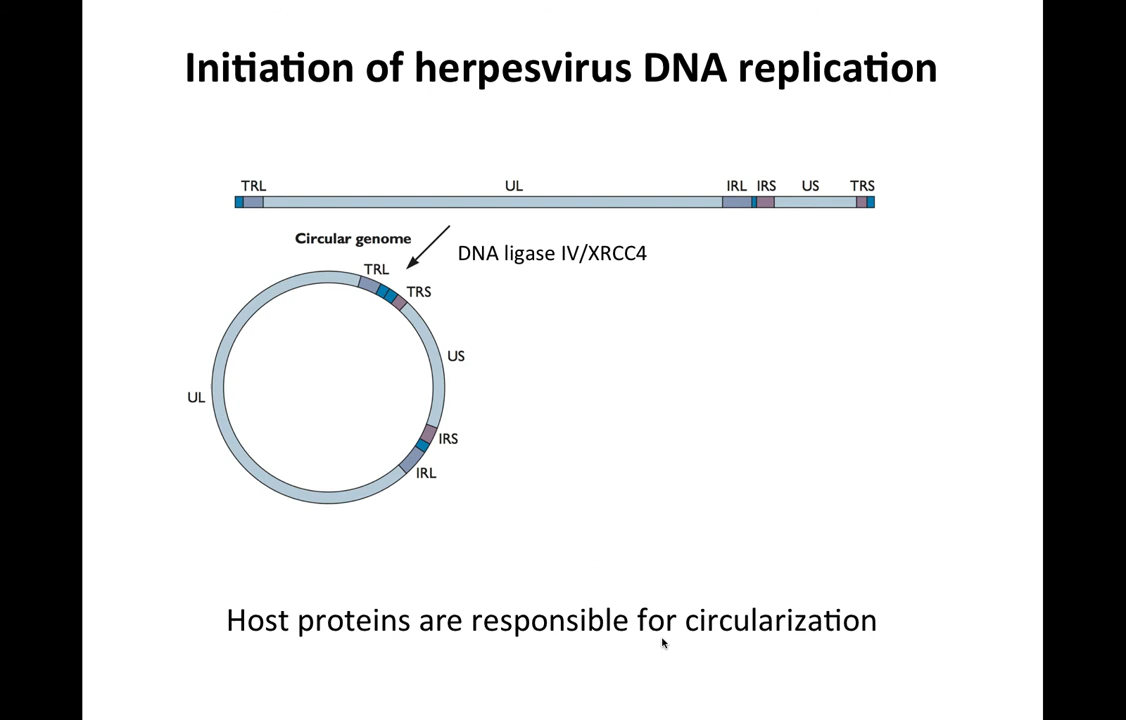 Initiation of herpesvirus DNA replication
TRL UL IRL IRS US TRS
Circular genome
DNA ligase IV/XRCC4
TRL
TRS
US
UL
IRS
IRL
Host proteins are responsible for circularization